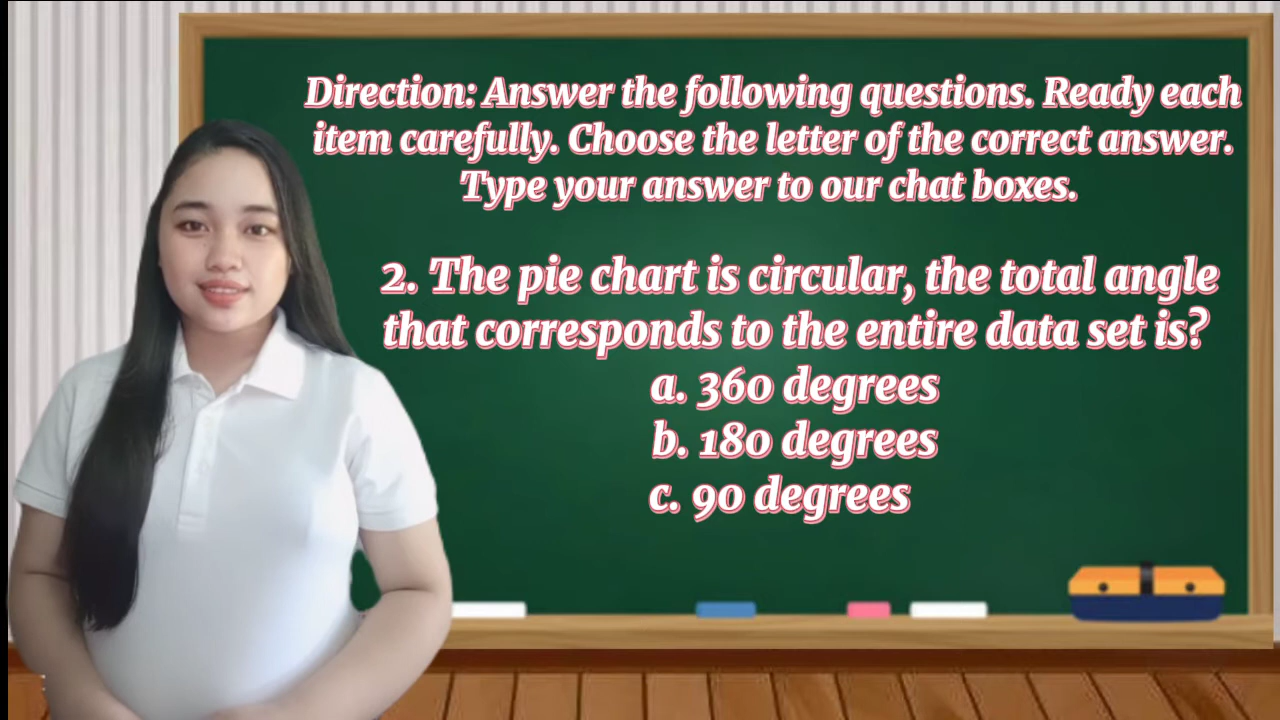 Direction: Answer the following questions. Ready each
item carefully. Choose the letter of the correct answer.
Type your answer to our chat boxes.
2. The pie chart is circular, the total angle
that corresponds to the entire data set is?
a. 360 degrees
b. 180 degrees
c. 90 degrees